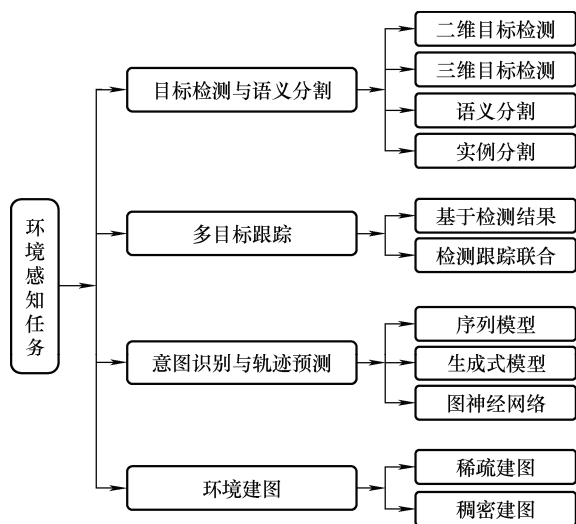 环境感知任务
目标检测与语义分割
二维目标检测
三维目标检测
语义分割
实例分割
多目标跟踪
基于检测结果
检测跟踪联合
意图识别与轨迹预测
序列模型
生成式模型
图神经网络
环境建图
稀疏建图
稠密建图